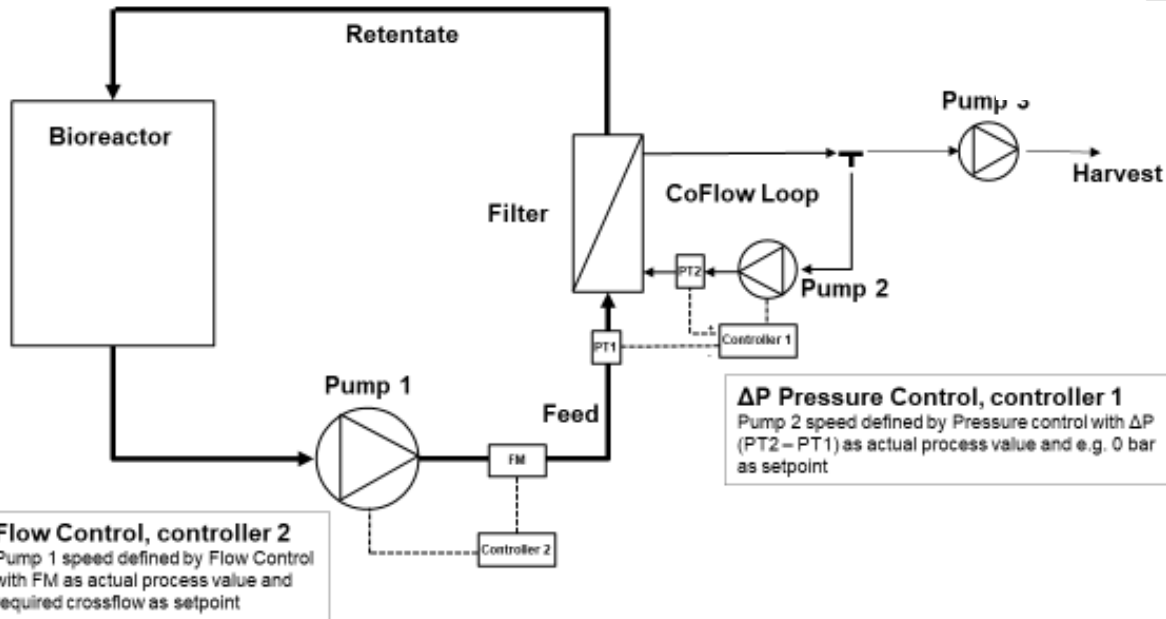 Retentate
Bioreactor
Pump 3
Harvest
CoFlow Loop
Filter
PT2
Pump 2
+
Controller 1
-
PT1
Pump 1
Feed
FM
Controller 2
ΔP Pressure Control, controller 1
Pump 2 speed defined by Pressure control with ΔP
(PT2 – PT1) as actual process value and e.g. 0 bar
as setpoint
Flow Control, controller 2
Pump 1 speed defined by Flow Control
with FM as actual process value and
required crossflow as setpoint